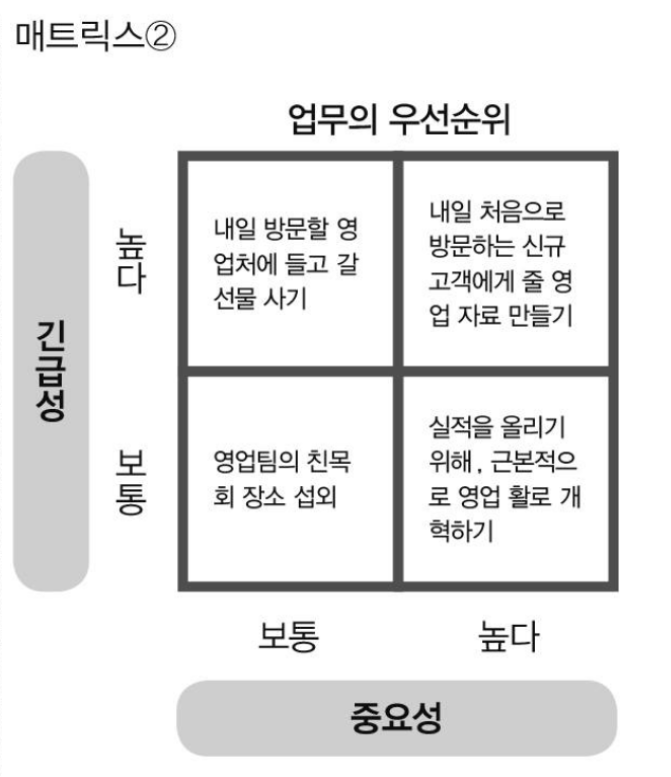 매트릭스②
업무의 우선순위
긴급성
높다
내일 방문할 영
업처에 들고 갈
선물 사기
내일 처음으로
방문하는 신규
고객에게 줄 영
업 자료 만들기
보통
영업팀의 친목
회 장소 섭외
실적을 올리기
위해, 근본적으
로 영업 활로 개
혁하기
보통
높다
중요성